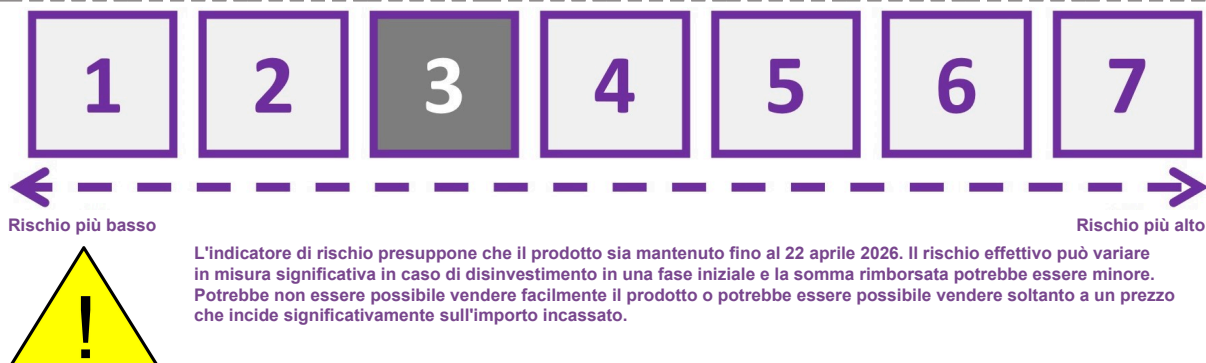 1 2 3 4 5 6 7
Rischio più basso Rischio più alto
L'indicatore di rischio presuppone che il prodotto sia mantenuto fino al 22 aprile 2026. Il rischio effettivo può variare
in misura significativa in caso di disinvestimento in una fase iniziale e la somma rimborsata potrebbe essere minore.
Potrebbe non essere possibile vendere facilmente il prodotto o potrebbe essere possibile vendere soltanto a un prezzo
che incide significativamente sull'importo incassato.
!